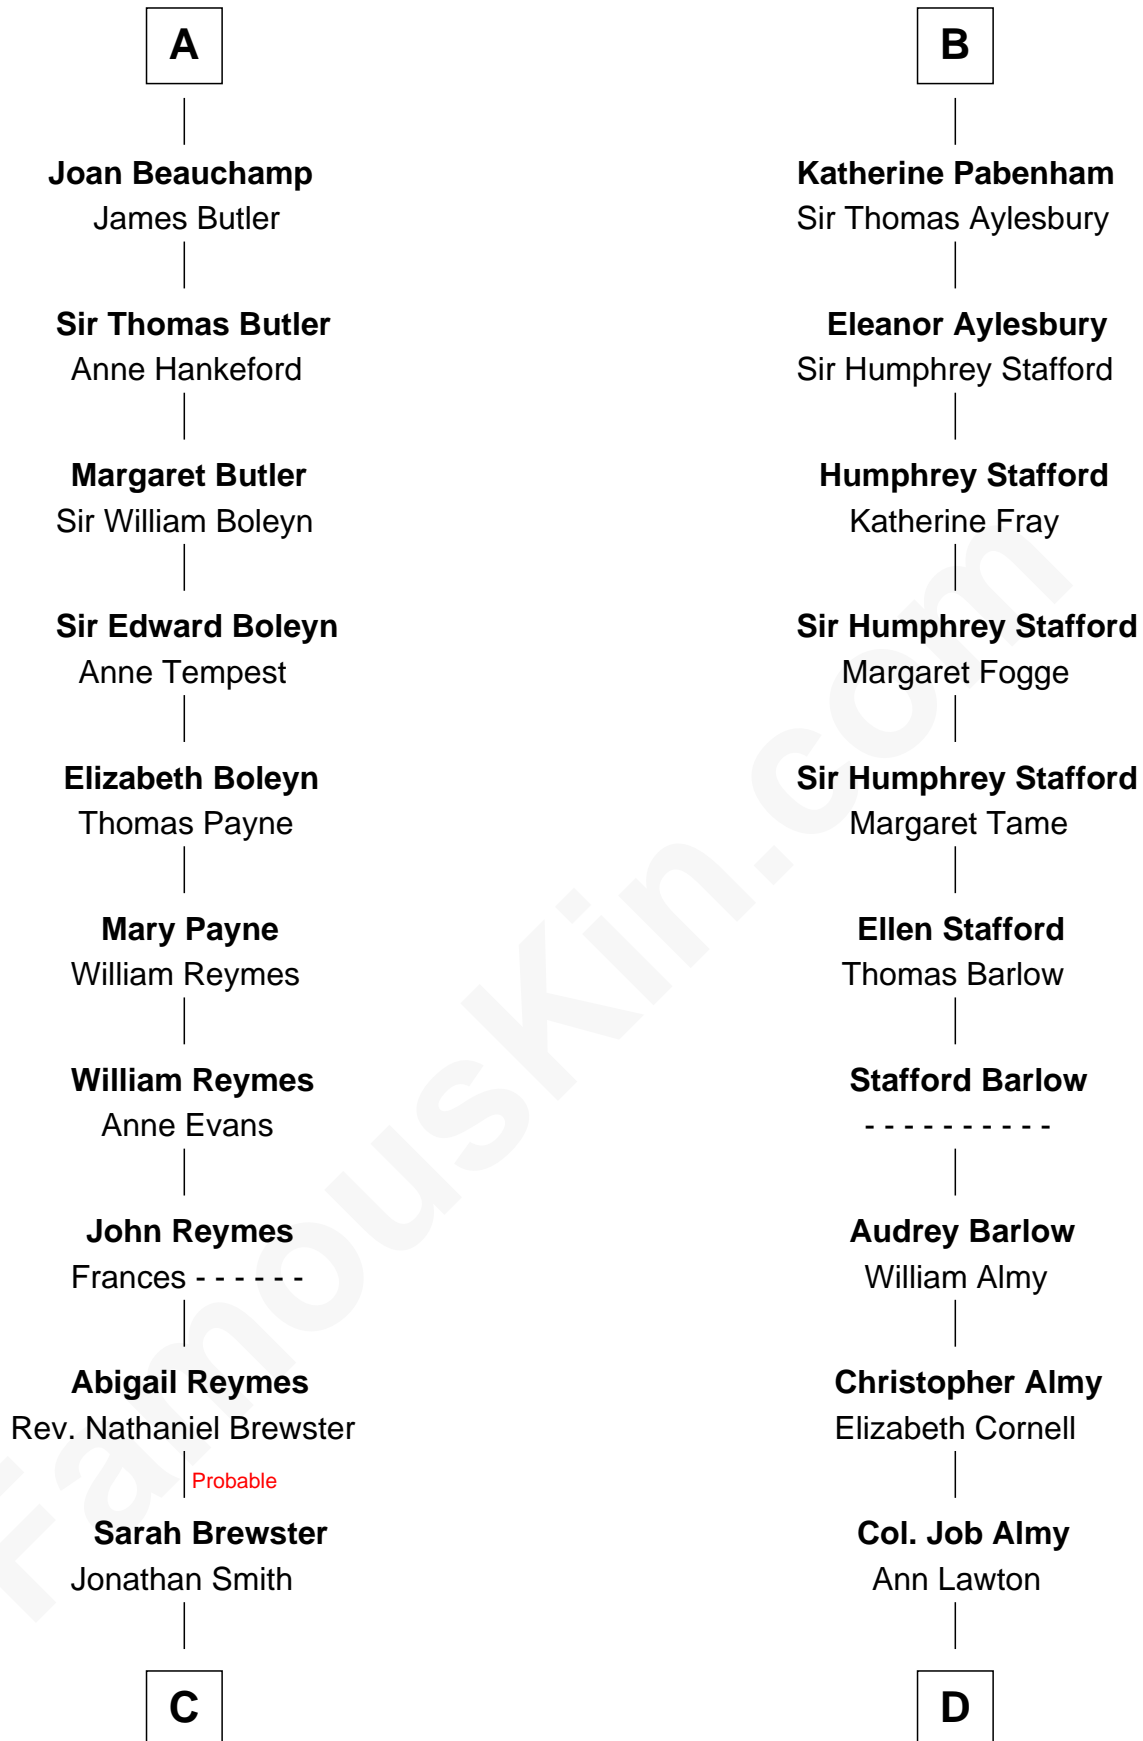 A
Joan Beauchamp
James Butler
Sir Thomas Butler
Anne Hankeford
Margaret Butler
Sir William Boleyn
Sir Edward Boleyn
Anne Tempest
Elizabeth Boleyn
Thomas Payne
Mary Payne
William Reymes
William Reymes
Anne Evans
John Reymes
Frances - - - - - -
Abigail Reymes
Rev. Nathaniel Brewster
Probable
Sarah Brewster
Jonathan Smith
C
B
Katherine Pabenham
Sir Thomas Aylesbury
Eleanor Aylesbury
Sir Humphrey Stafford
Humphrey Stafford
Katherine Fray
Sir Humphrey Stafford
Margaret Fogge
Sir Humphrey Stafford
Margaret Tame
Ellen Stafford
Thomas Barlow
Stafford Barlow
- - - - - - - - - -
Audrey Barlow
William Almy
Christopher Almy
Elizabeth Cornell
Col. Job Almy
Ann Lawton
D
FamousKin.com